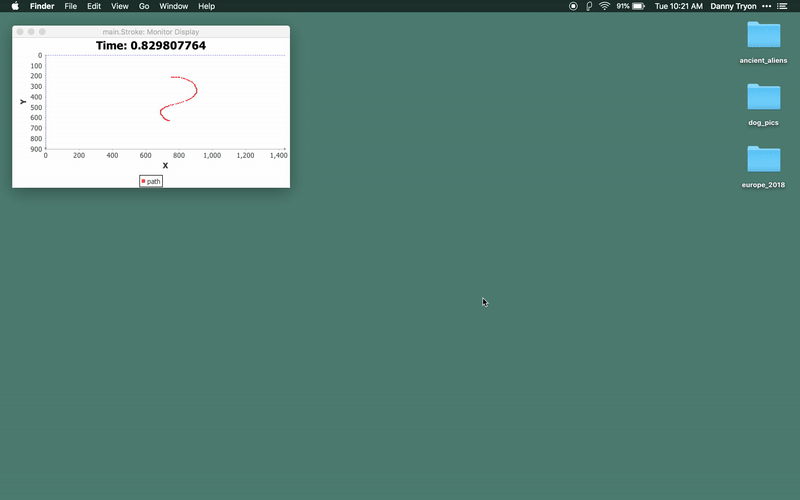 Finder File Edit View Go Window Help 91% Tue 10:21 AM Danny Tryon
main.Stroke: Monitor Display
Time: 0.829807764
0
100
200
300
400
500
600
700
800
900
Y
0 200 400 600 800 1,000 1,200 1,400
X
path
ancient_aliens
dog_pics
europe_2018